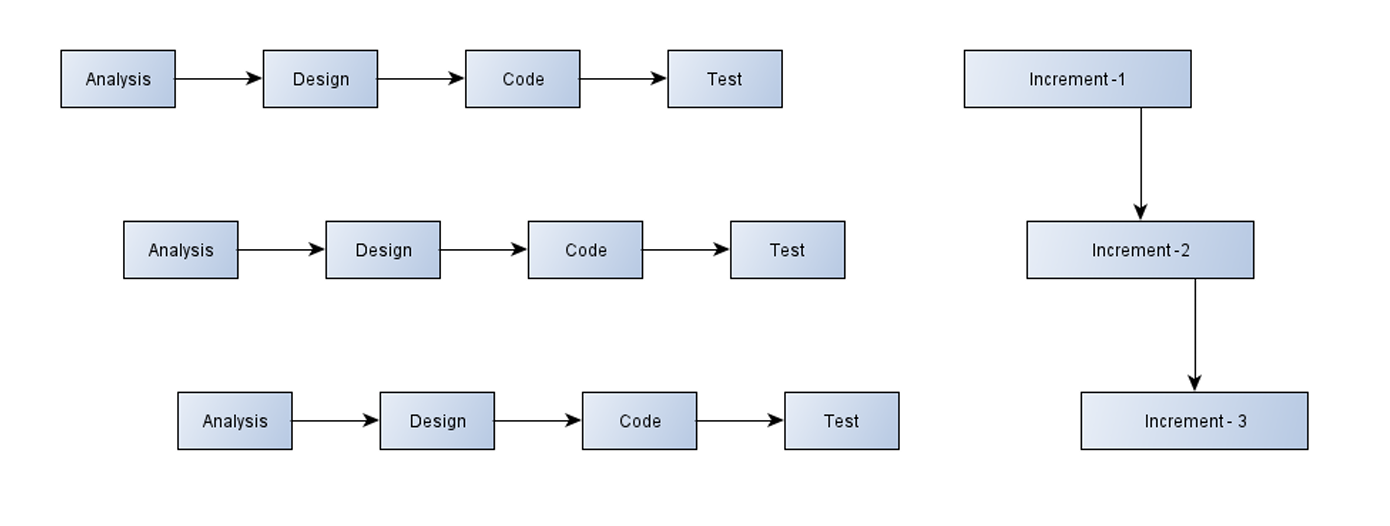 Analysis Design Code Test Increment-1
Analysis Design Code Test Increment-2
Analysis Design Code Test Increment- 3